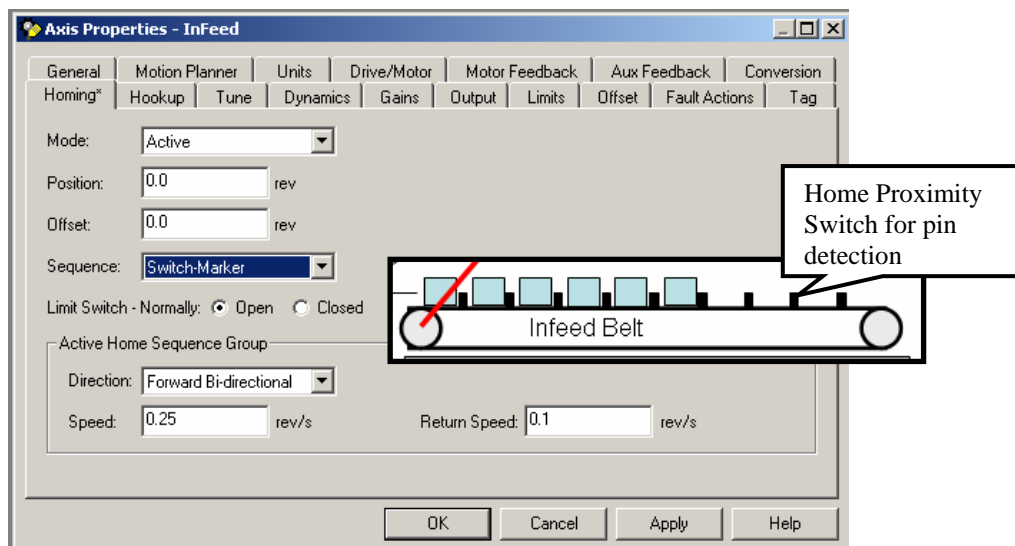 Axis Properties - InFeed
General Motion Planner Units Drive/Motor Motor Feedback Aux Feedback Conversion
Homing* Hookup Tune Dynamics Gains Output Limits Offset Fault Actions Tag
Mode: Active
Position: 0.0 rev
Offset: 0.0 rev
Sequence: Switch-Marker
Limit Switch - Normally: Open Closed
Home Proximity
Switch for pin
detection
Infeed Belt
Active Home Sequence Group
Direction: Forward Bi-directional
Speed: 0.25 rev/s Return Speed: 0.1 rev/s
OK Cancel Apply Help